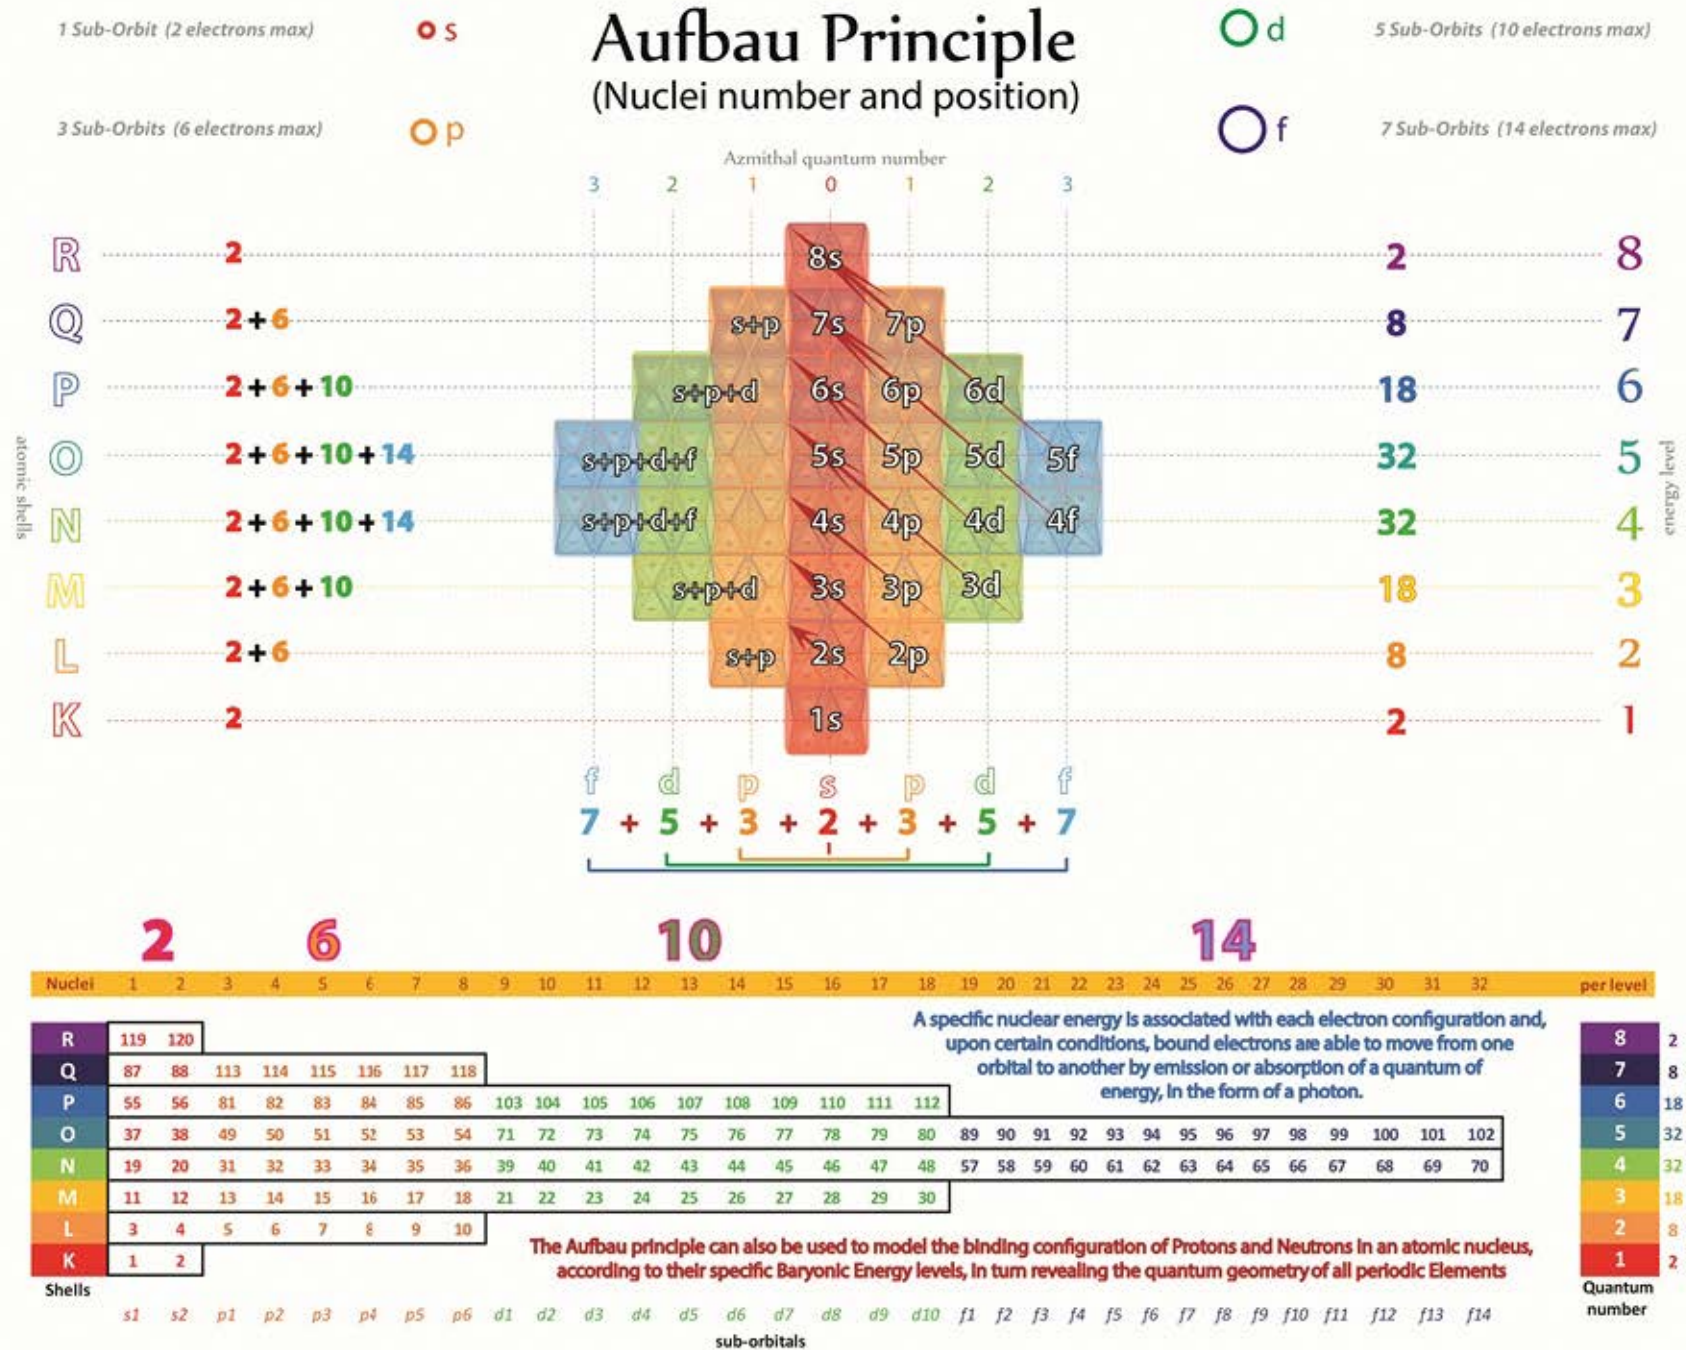 1 Sub-Orbit (2 electrons max)
s
Aufbau Principle
d
5 Sub-Orbits (10 electrons max)
(Nuclei number and position)
3 Sub-Orbits (6 electrons max)
p
f
7 Sub-Orbits (14 electrons max)
Azmithal quantum number
3 2 1 0 1 2 3
R 2 8s 2 8
Q 2+6 s+p 7s 7p 8 7
P 2+6+10 s+p+d 6s 6p 6d 18 6
O 2+6+10+14 s+p+d+f 5s 5p 5d 5f 32 5
N 2+6+10+14 s+p+d+f 4s 4p 4d 4f 32 4
M 2+6+10 s+p+d 3s 3p 3d 18 3
L 2+6 s+p 2s 2p 8 2
K 2 1s 2 1
atomic shells
energy level
f d p s p d f
7 + 5 + 3 + 2 + 3 + 5 + 7
2 6 10 14
Nuclei 1 2 3 4 5 6 7 8 9 10 11 12 13 14 15 16 17 18 19 20 21 22 23 24 25 26 27 28 29 30 31 32 per level
A specific nuclear energy is associated with each electron configuration and,
upon certain conditions, bound electrons are able to move from one
orbital to another by emission or absorption of a quantum of
energy, in the form of a photon.
R 119 120 8 2
Q 87 88 113 114 115 116 117 118 7 8
P 55 56 81 82 83 84 85 86 103 104 105 106 107 108 109 110 111 112 6 18
O 37 38 49 50 51 52 53 54 71 72 73 74 75 76 77 78 79 80 89 90 91 92 93 94 95 96 97 98 99 100 101 102 5 32
N 19 20 31 32 33 34 35 36 39 40 41 42 43 44 45 46 47 48 57 58 59 60 61 62 63 64 65 66 67 68 69 70 4 32
M 11 12 13 14 15 16 17 18 21 22 23 24 25 26 27 28 29 30 3 18
L 3 4 5 6 7 8 9 10 2 8
K 1 2 1 2
The Aufbau principle can also be used to model the binding configuration of Protons and Neutrons in an atomic nucleus,
according to their specific Baryonic Energy levels, in turn revealing the quantum geometry of all periodic Elements
Shells
Quantum
number
s1 s2 p1 p2 p3 p4 p5 p6 d1 d2 d3 d4 d5 d6 d7 d8 d9 d10 f1 f2 f3 f4 f5 f6 f7 f8 f9 f10 f11 f12 f13 f14
sub-orbitals